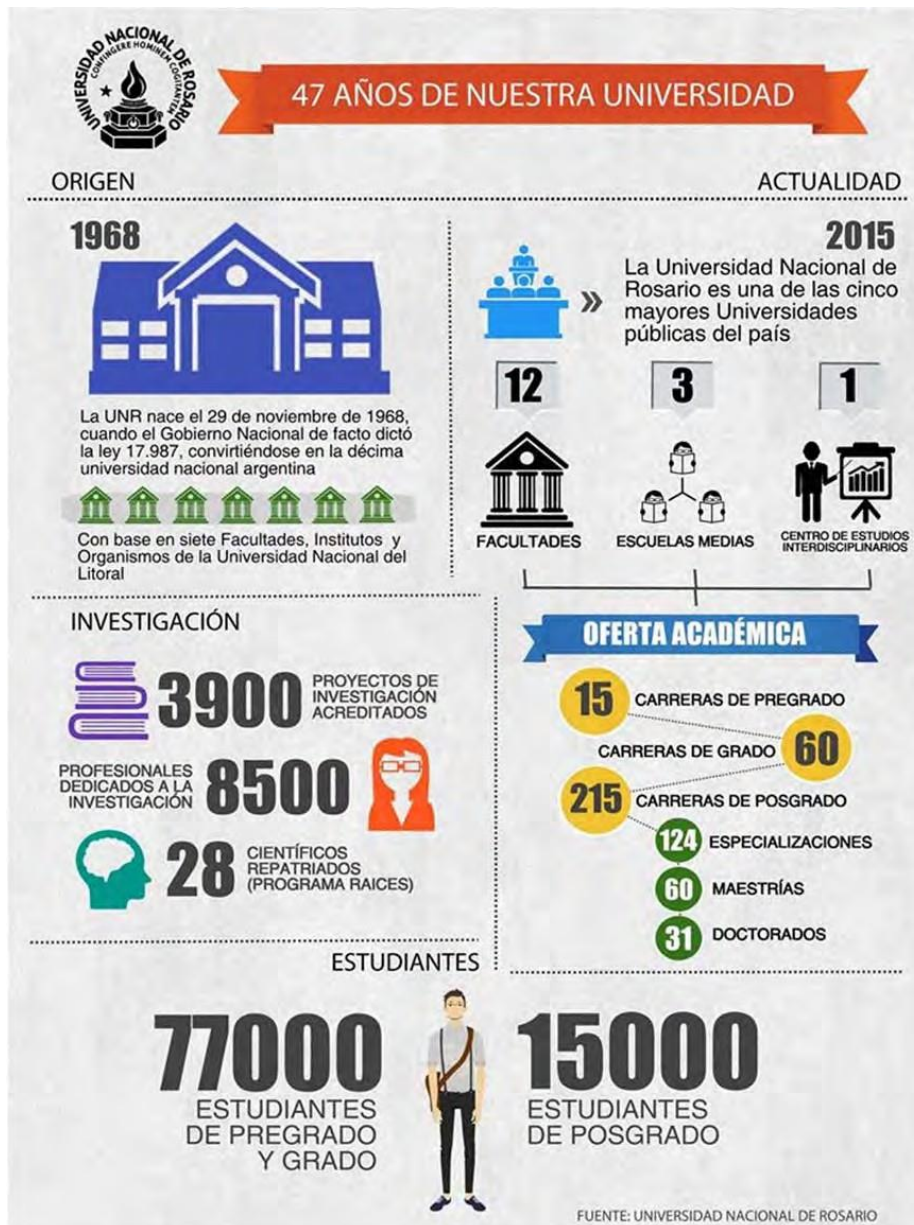 UNIVERSIDAD NACIONAL DE ROSARIO
CONFINGERE HOMINEM COGITANTEM
47 AÑOS DE NUESTRA UNIVERSIDAD
ORIGEN
1968
La UNR nace el 29 de noviembre de 1968,
cuando el Gobierno Nacional de facto dictó
la ley 17.987, convirtiéndose en la décima
universidad nacional argentina
Con base en siete Facultades, Institutos y
Organismos de la Universidad Nacional del
Litoral
ACTUALIDAD
2015
La Universidad Nacional de
Rosario es una de las cinco
mayores Universidades
públicas del país
»
12
FACULTADES
3
ESCUELAS MEDIAS
1
CENTRO DE ESTUDIOS
INTERDISCIPLINARIOS
OFERTA ACADÉMICA
15 CARRERAS DE PREGRADO
CARRERAS DE GRADO 60
215 CARRERAS DE POSGRADO
124 ESPECIALIZACIONES
60 MAESTRÍAS
31 DOCTORADOS
INVESTIGACIÓN
3900
PROYECTOS DE
INVESTIGACIÓN
ACREDITADOS
PROFESIONALES
DEDICADOS A LA
INVESTIGACIÓN
8500
28
CIENTÍFICOS
REPATRIADOS
(PROGRAMA RAICES)
ESTUDIANTES
77000
ESTUDIANTES
DE PREGRADO
Y GRADO
15000
ESTUDIANTES
DE POSGRADO
FUENTE: UNIVERSIDAD NACIONAL DE ROSARIO